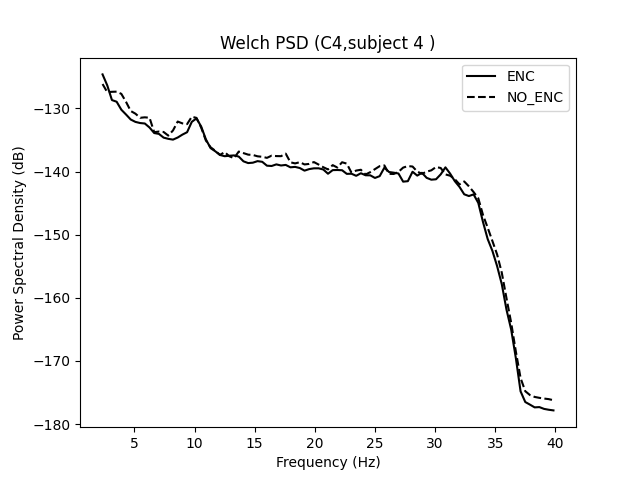 Welch PSD (C4,subject 4 )
ENC
NO_ENC
Power Spectral Density (dB)
−130
−140
−150
−160
−170
−180
5 10 15 20 25 30 35 40
Frequency (Hz)